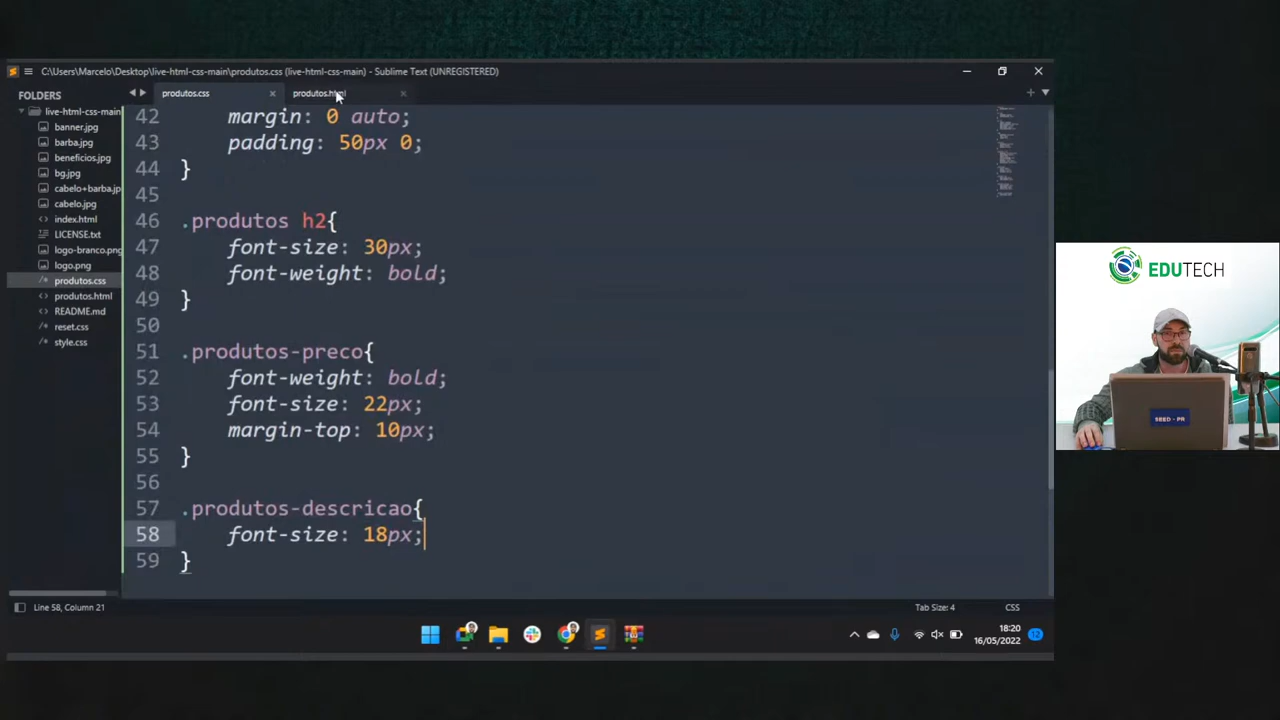 C:\Users\Marcelo\Desktop\live-html-css-main\produtos.css (live-html-css-main) - Sublime Text (UNREGISTERED)
FOLDERS
produtos.css
produtos.html
live-html-css-main
banner.jpg
barba.jpg
beneficios.jpg
bg.jpg
cabelo+barba.jp
cabelo.jpg
index.html
LICENSE.txt
logo-branco.png
logo.png
produtos.css
produtos.html
README.md
reset.css
style.css
42 margin: 0 auto;
43 padding: 50px 0;
44 }
45
46 .produtos h2{
47 font-size: 30px;
48 font-weight: bold;
49 }
50
51 .produtos-preco{
52 font-weight: bold;
53 font-size: 22px;
54 margin-top: 10px;
55 }
56
57 .produtos-descricao{
58 font-size: 18px;
59 }
Line 58, Column 21
Tab Size: 4
CSS
18:20
16/05/2022
12
EDUTECH
SEED - PR